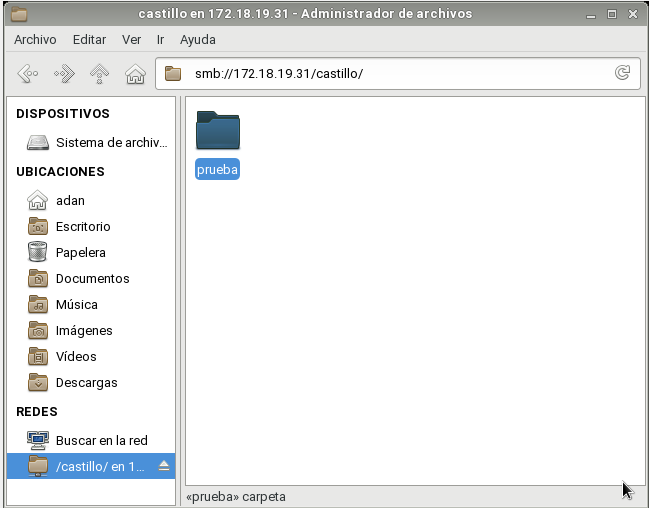 castillo en 172.18.19.31 - Administrador de archivos
Archivo Editar Ver Ir Ayuda
smb://172.18.19.31/castillo/
DISPOSITIVOS
Sistema de archiv...
UBICACIONES
adan
Escritorio
Papelera
Documentos
Música
Imágenes
Vídeos
Descargas
REDES
Buscar en la red
/castillo/ en 1...
prueba
«prueba» carpeta